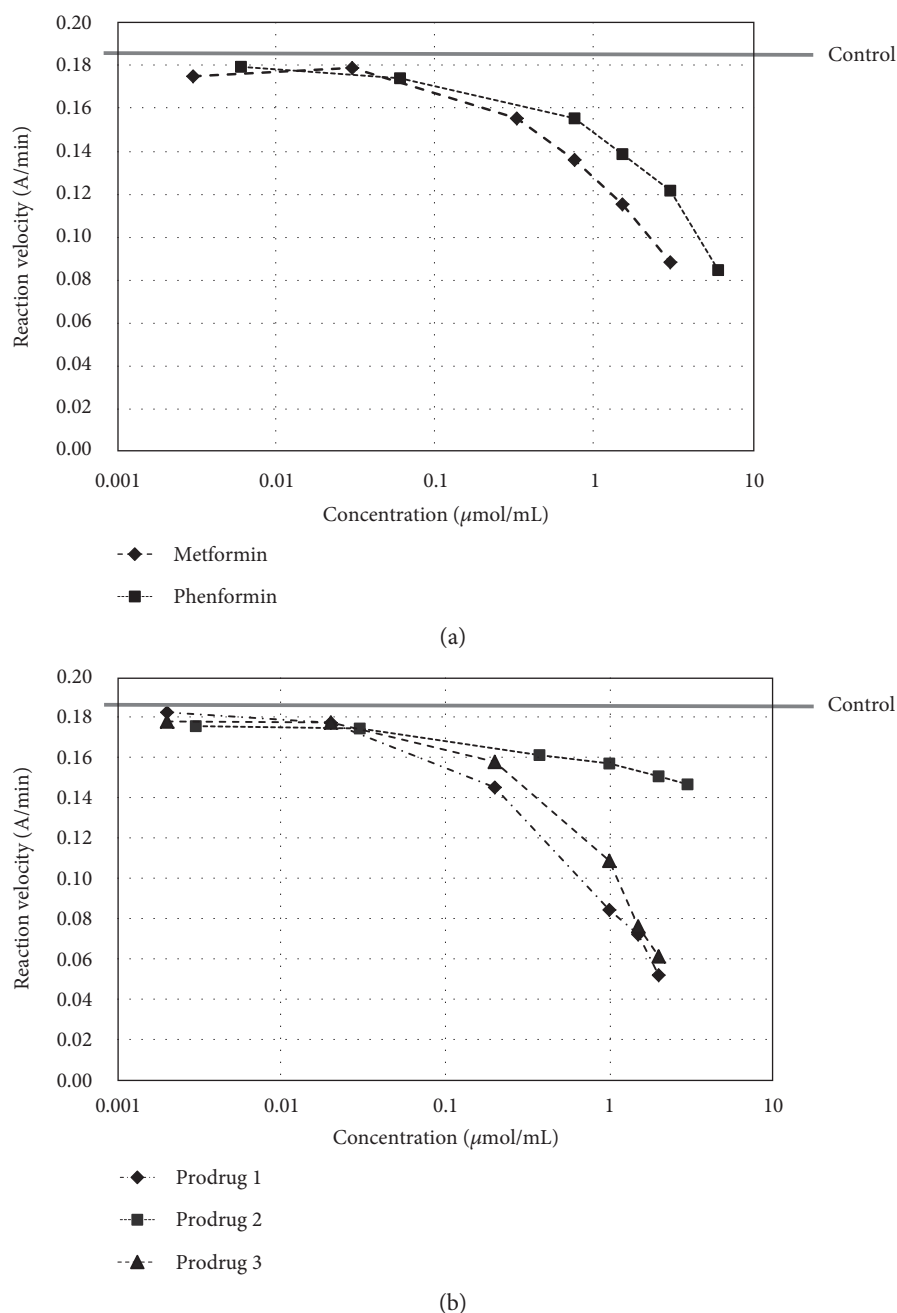 0.20
Control
0.18
0.16
0.14
0.12
0.10
0.08
0.06
0.04
0.02
0.00
Reaction velocity (A/min)
0.001 0.01 0.1 1 10
Concentration (μmol/mL)
Metformin
Phenformin
(a)
0.20
Control
0.18
0.16
0.14
0.12
0.10
0.08
0.06
0.04
0.02
0.00
Reaction velocity (A/min)
0.001 0.01 0.1 1 10
Concentration (μmol/mL)
Prodrug 1
Prodrug 2
Prodrug 3
(b)